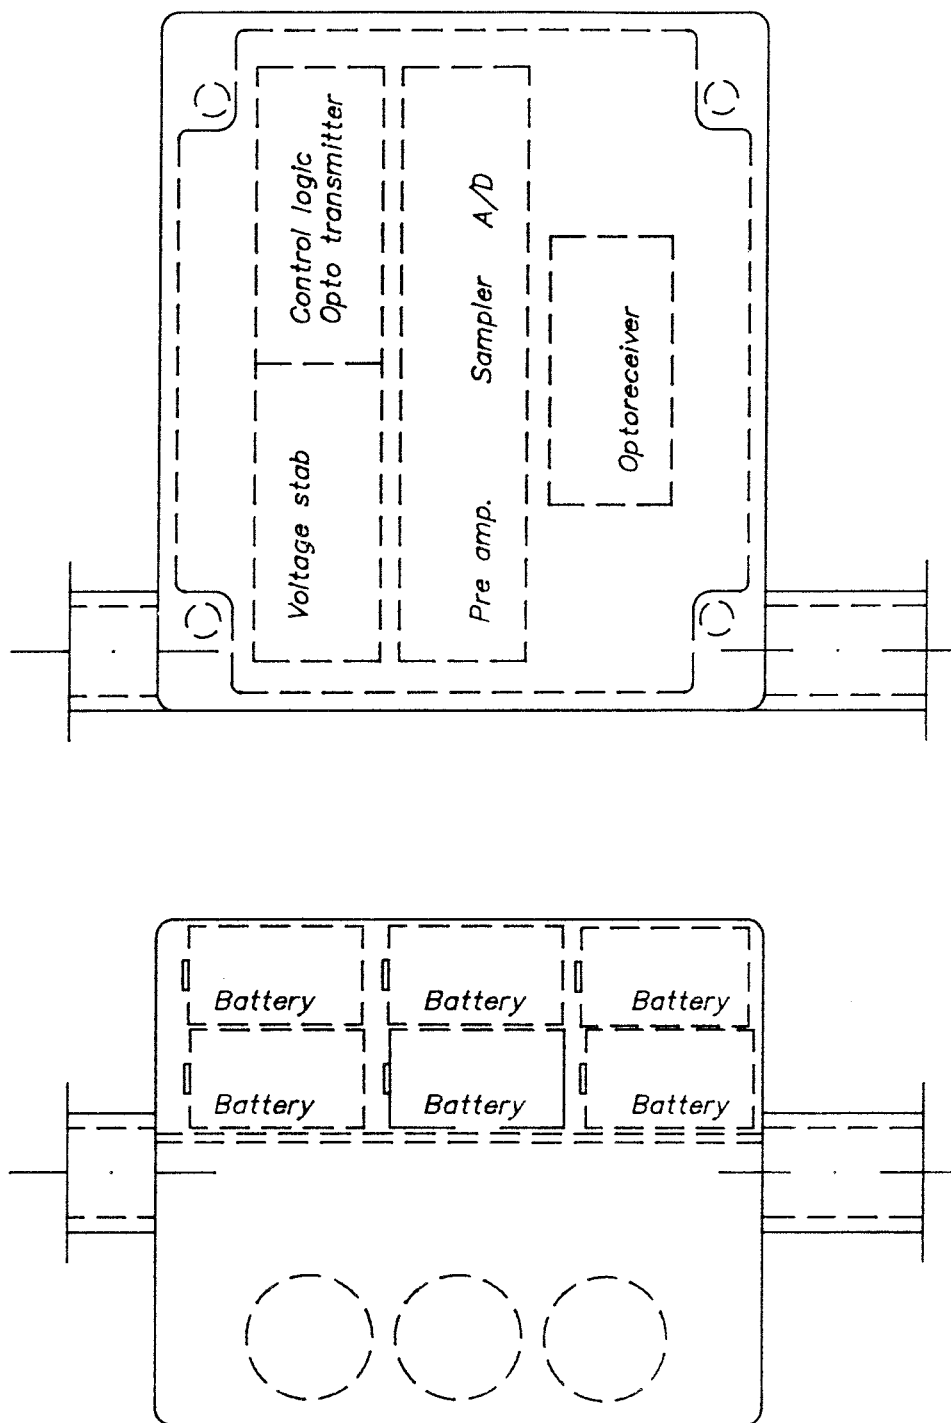 Control logic
Opto transmitter
Voltage stab
Pre amp. Sampler A/D
Optoreceiver
Battery Battery Battery
Battery Battery Battery